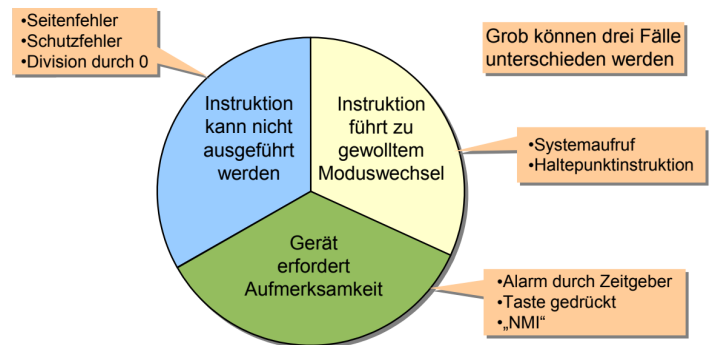 •Seitenfehler
•Schutzfehler
•Division durch 0
Grob können drei Fälle
unterschieden werden
Instruktion
kann nicht
ausgeführt
werden
Instruktion
führt zu
gewolltem
Moduswechsel
•Systemaufruf
•Haltepunktinstruktion
Gerät
erfordert
Aufmerksamkeit
•Alarm durch Zeitgeber
•Taste gedrückt
•„NMI“